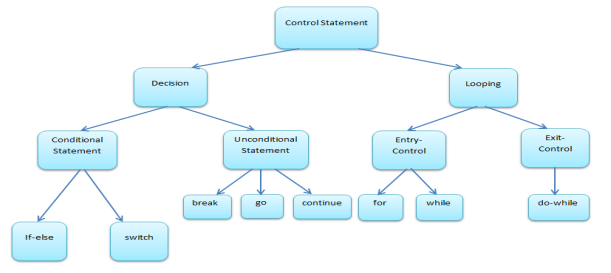 Control Statement
Decision
Looping
Conditional
Statement
Unconditional
Statement
Entry-
Control
Exit-
Control
break
go
continue
for
while
do-while
If-else
switch